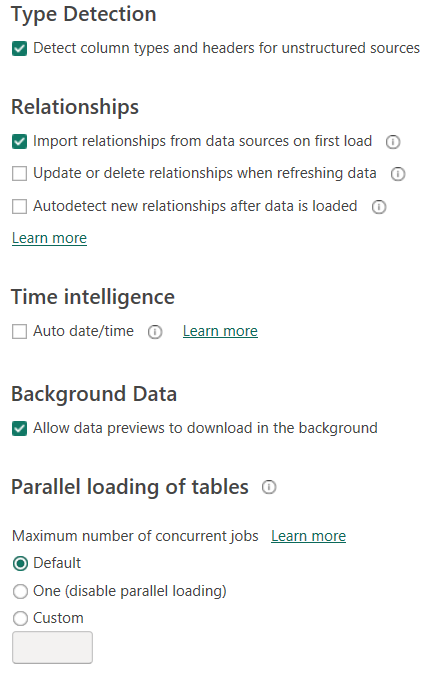 Type Detection
Detect column types and headers for unstructured sources
Relationships
Import relationships from data sources on first load
Update or delete relationships when refreshing data
Autodetect new relationships after data is loaded
Learn more
Time intelligence
Auto date/time Learn more
Background Data
Allow data previews to download in the background
Parallel loading of tables
Maximum number of concurrent jobs Learn more
Default
One (disable parallel loading)
Custom